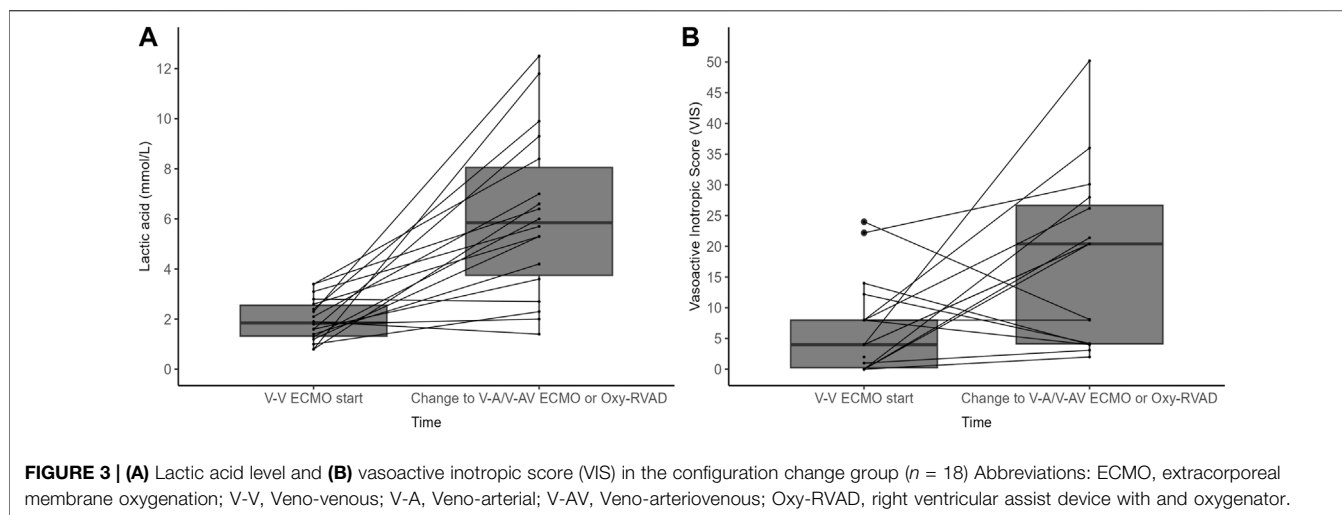 A
B
Lactic acid (mmol/L)
12
10
8
6
4
2
0
V-V ECMO start
Change to V-A/V-AV ECMO or Oxy-RVAD
Time
Vasoactive Inotropic Score (VIS)
50
45
40
35
30
25
20
15
10
5
0
V-V ECMO start
Change to V-A/V-AV ECMO or Oxy-RVAD
Time
FIGURE 3 | (A) Lactic acid level and (B) vasoactive inotropic score (VIS) in the configuration change group (n = 18) Abbreviations: ECMO, extracorporeal
membrane oxygenation; V-V, Veno-venous; V-A, Veno-arterial; V-AV, Veno-arteriovenous; Oxy-RVAD, right ventricular assist device with and oxygenator.